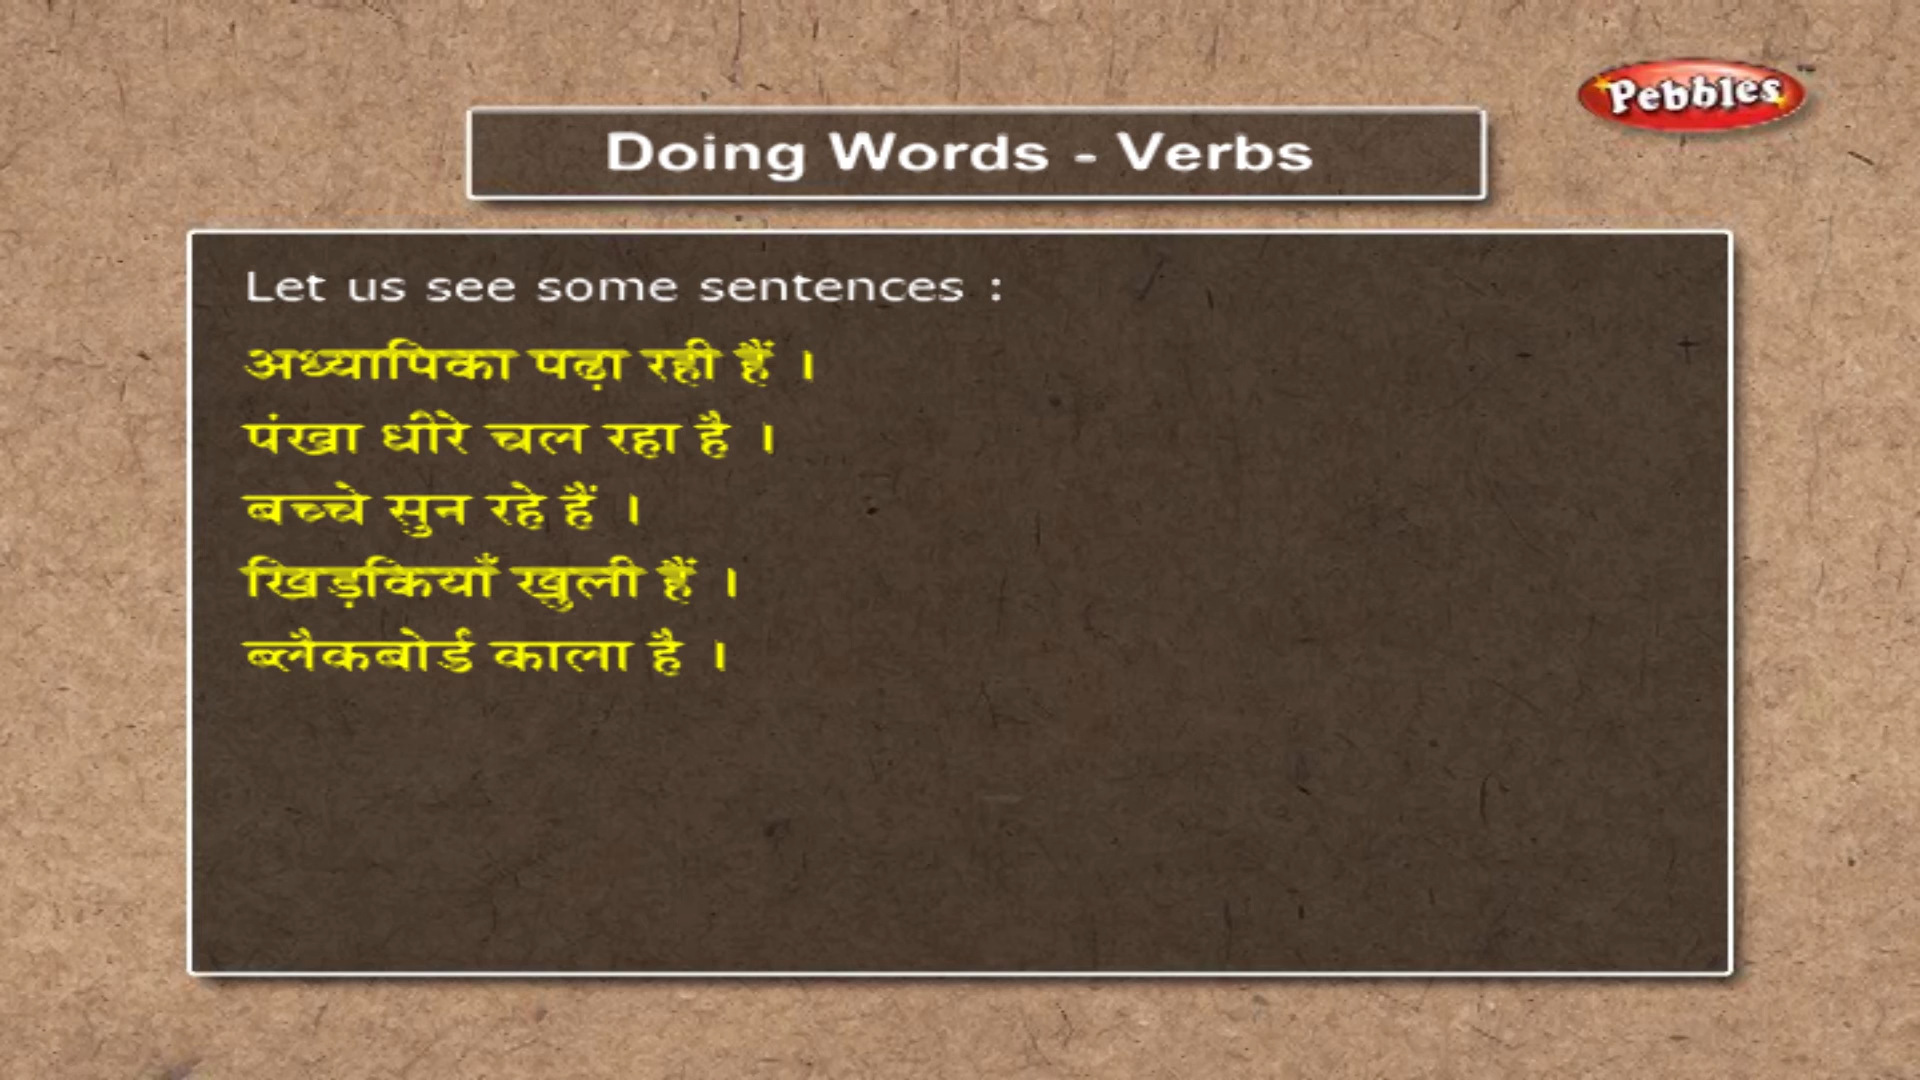 Pebbles
Doing Words - Verbs
Let us see some sentences :
अध्यापिका पढ़ा रही हैं ।
पंखा धीरे चल रहा है ।
बच्चे सुन रहे हैं ।
खिड़कियाँ खुली हैं ।
ब्लैकबोर्ड काला है ।